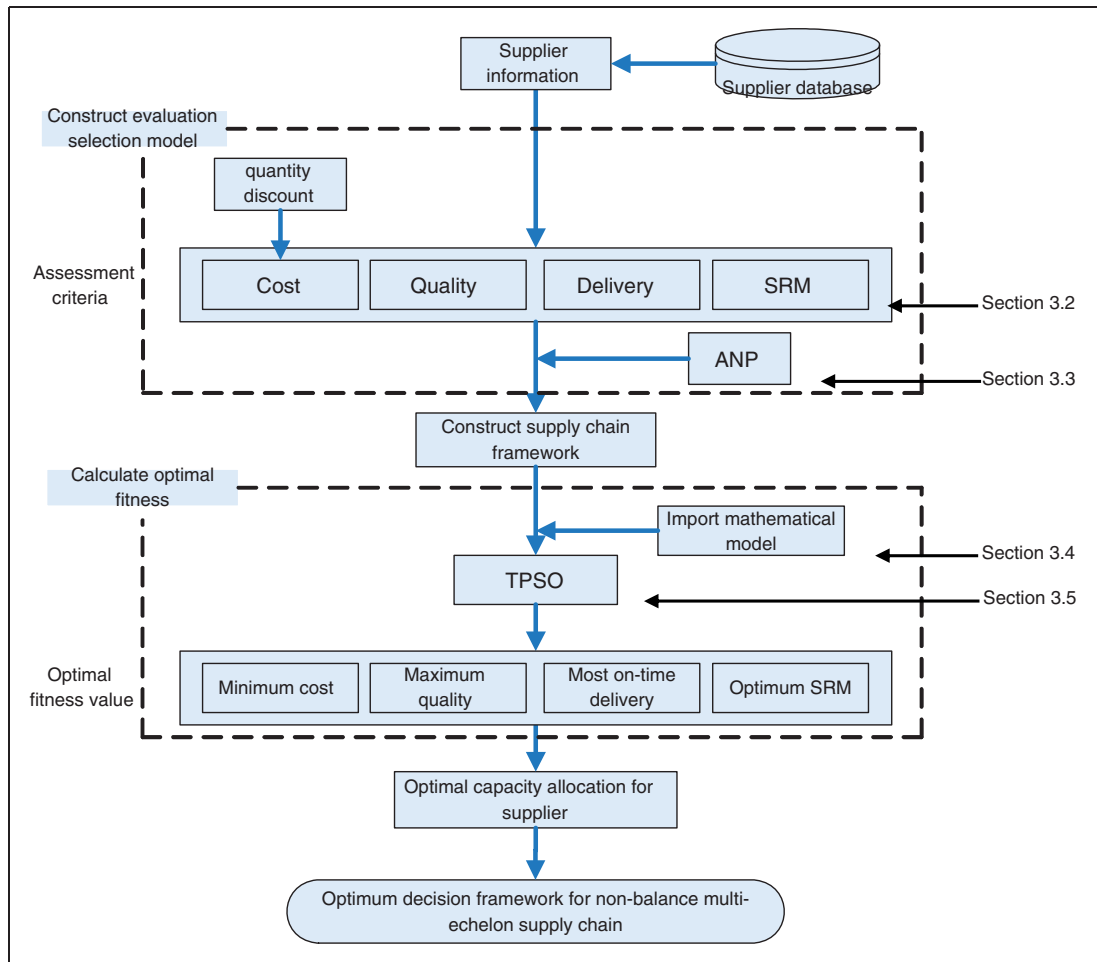 Supplier
information
Supplier database
Construct evaluation
selection model
quantity
discount
Assessment
criteria
Cost
Quality
Delivery
SRM
Section 3.2
ANP
Section 3.3
Construct supply chain
framework
Calculate optimal
fitness
Import mathematical
model
Section 3.4
TPSO
Section 3.5
Optimal
fitness value
Minimum cost
Maximum
quality
Most on-time
delivery
Optimum SRM
Optimal capacity allocation for
supplier
Optimum decision framework for non-balance multi-
echelon supply chain